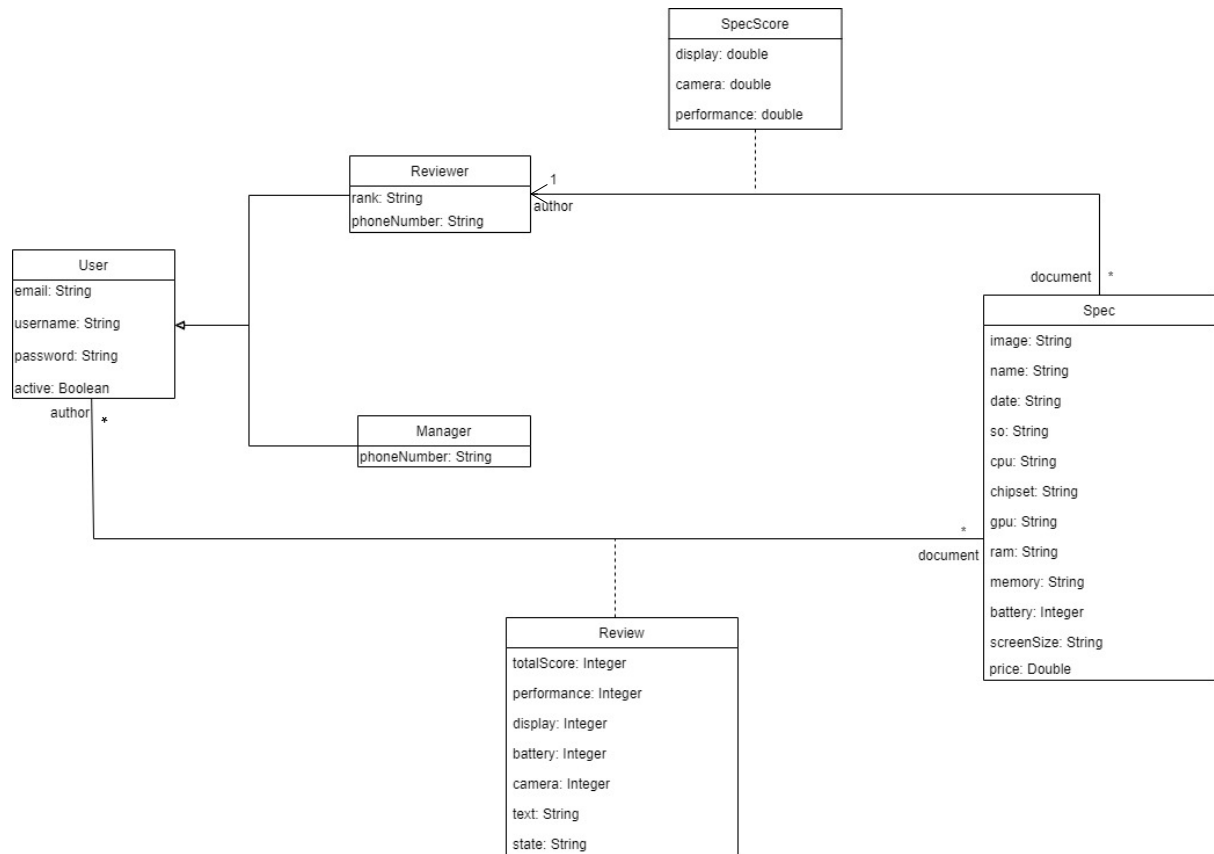 SpecScore
display: double
camera: double
performance: double
Reviewer
rank: String
phoneNumber: String
1
author
User
email: String
username: String
password: String
active: Boolean
author
*
Manager
phoneNumber: String
document
*
Spec
image: String
name: String
date: String
so: String
cpu: String
chipset: String
gpu: String
ram: String
memory: String
battery: Integer
screenSize: String
price: Double
*
document
Review
totalScore: Integer
performance: Integer
display: Integer
battery: Integer
camera: Integer
text: String
state: String